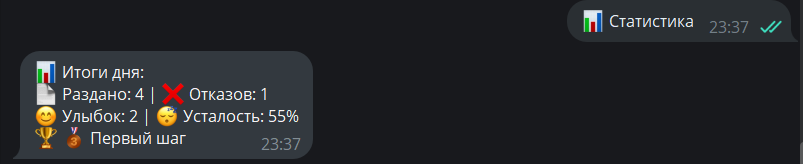 📊 Статистика 23:37
📊 Итоги дня:
📄 Раздано: 4 | ❌ Отказов: 1
😊 Улыбок: 2 | 😴 Усталость: 55%
🏆 🥉 Первый шаг 23:37